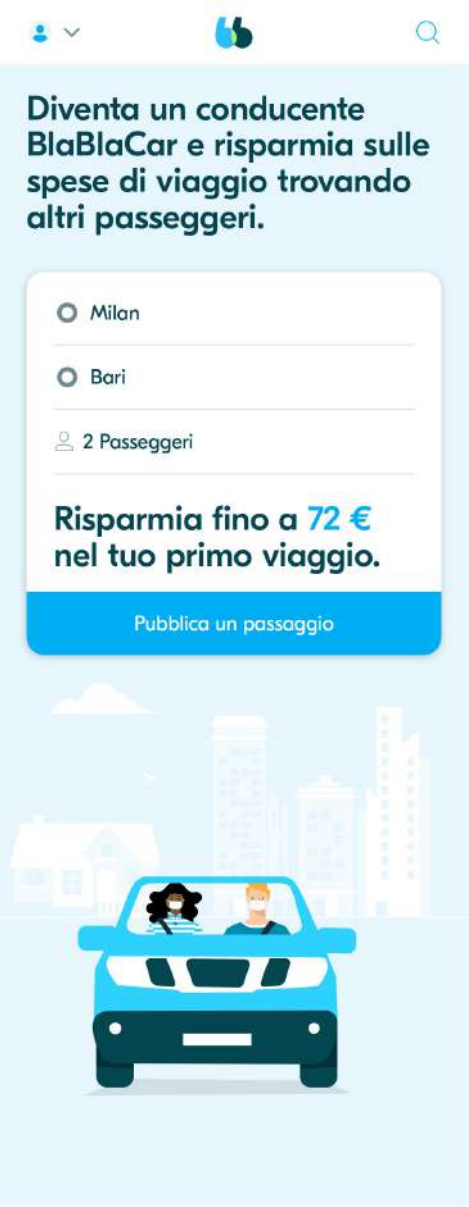 Diventa un conducente
BlaBlaCar e risparmia sulle
spese di viaggio trovando
altri passeggeri.
Milan
Bari
2 Passeggeri
Risparmia fino a 72 €
nel tuo primo viaggio.
Pubblica un passaggio